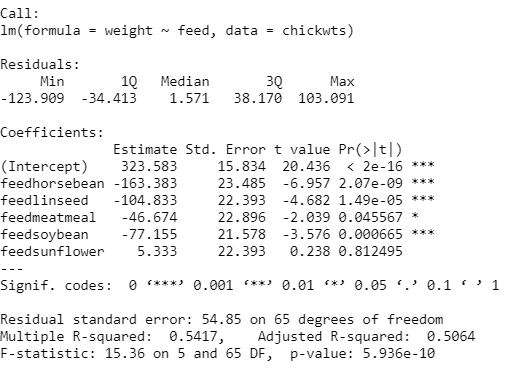 Call:
lm(formula = weight ~ feed, data = chickwts)
Residuals:
Min 1Q Median 3Q Max
-123.909 -34.413 1.571 38.170 103.091
Coefficients:
Estimate Std. Error t value Pr(>|t|)
(Intercept) 323.583 15.834 20.436 < 2e-16 ***
feedhorsebean -163.383 23.485 -6.957 2.07e-09 ***
feedlinseed -104.833 22.393 -4.682 1.49e-05 ***
feedmeatmeal -46.674 22.896 -2.039 0.045567 *
feedsoybean -77.155 21.578 -3.576 0.000665 ***
feedsunflower 5.333 22.393 0.238 0.812495
---
Signif. codes: 0 ‘***’ 0.001 ‘**’ 0.01 ‘*’ 0.05 ‘.’ 0.1 ‘ ’ 1
Residual standard error: 54.85 on 65 degrees of freedom
Multiple R-squared: 0.5417, Adjusted R-squared: 0.5064
F-statistic: 15.36 on 5 and 65 DF, p-value: 5.936e-10